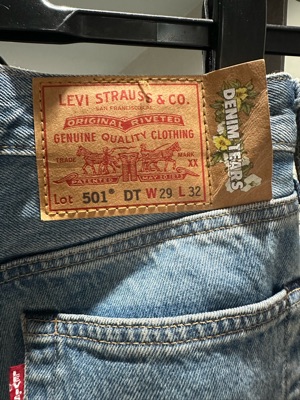 LEVI STRAUSS & CO.
SAN FRANCISCO
ORIGINAL RIVETED
GENUINE QUALITY CLOTHING
TRADE MARK
XX
Lot 501® DT W 29 L 32
DENIM TEARS